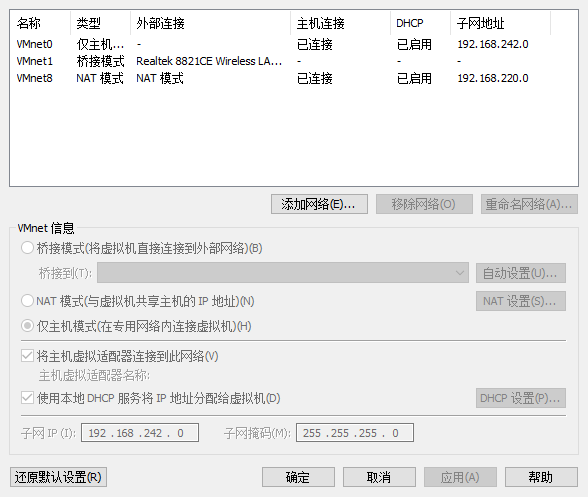 名称 类型 外部连接 主机连接 DHCP 子网地址
VMnet0 仅主机... - 已连接 已启用 192.168.242.0
VMnet1 桥接模式 Realtek 8821CE Wireless LA... - - -
VMnet8 NAT 模式 NAT 模式 已连接 已启用 192.168.220.0
添加网络(E)... 移除网络(O) 重命名网络(A)...
VMnet 信息
桥接模式(将虚拟机直接连接到外部网络)(B)
桥接到(T): 自动设置(U)...
NAT 模式(与虚拟机共享主机的 IP 地址)(N) NAT 设置(S)...
仅主机模式(在专用网络内连接虚拟机)(H)
将主机虚拟适配器连接到此网络(V)
主机虚拟适配器名称:
使用本地 DHCP 服务将 IP 地址分配给虚拟机(D) DHCP 设置(P)...
子网 IP (I): 192 . 168 . 242 . 0 子网掩码(M): 255 . 255 . 255 . 0
还原默认设置(R) 确定 取消 应用(A) 帮助